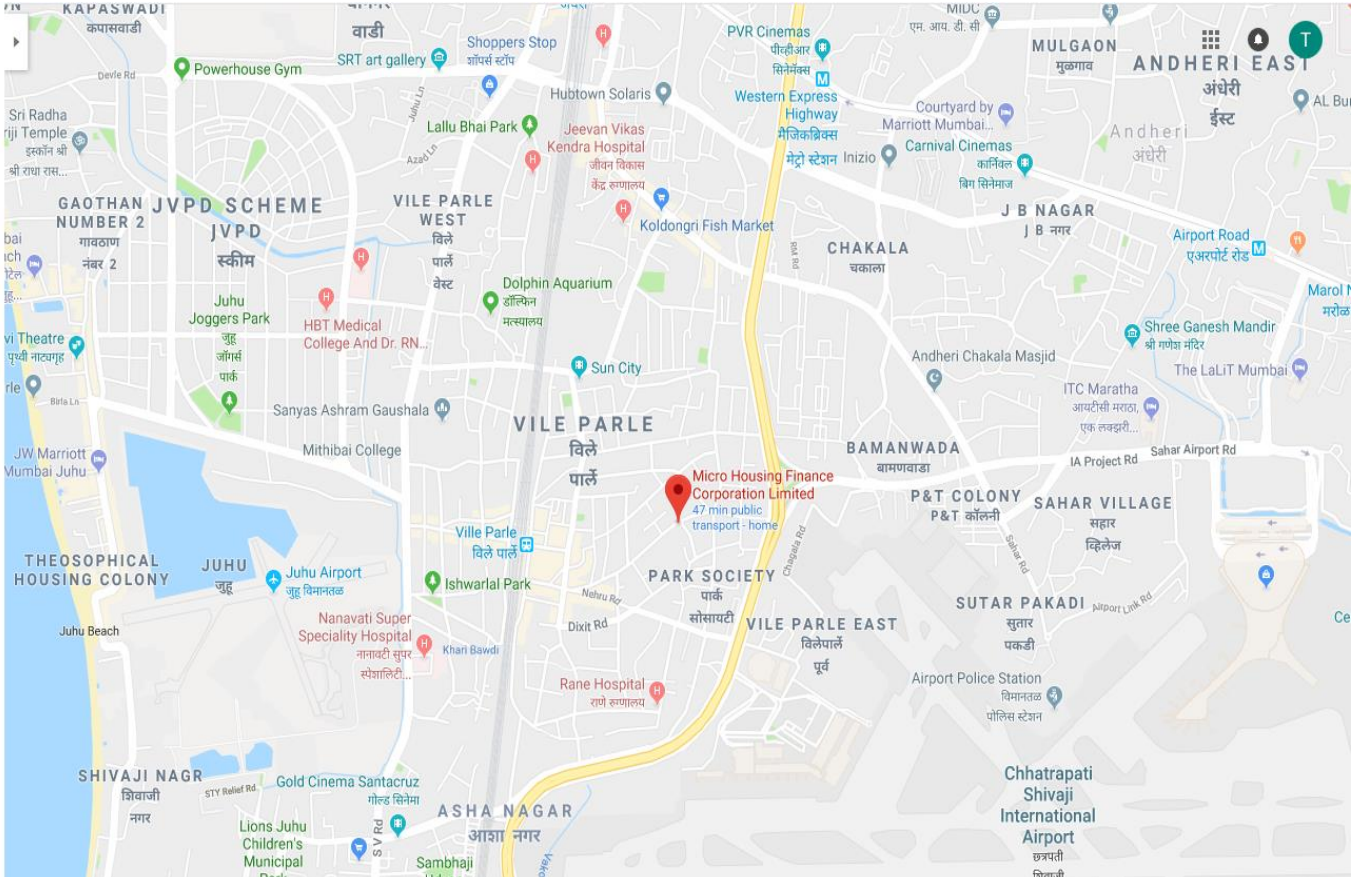 KAPASWADI
कपासवाडी
वाडी
Devle Rd
Powerhouse Gym
SRT art gallery
Shoppers Stop
शॉपर्स स्टॉप
Juhu Ln
PVR Cinemas
पीव्हीआर
सिनेमॅक्स
MIDC
एम. आय. डी. सी
MULGAON
मुळगाव
T
ANDHERI EAST
अंधेरी
ईस्ट
Hubtown Solaris
Western Express
Highway
मॅजिकब्रिक्स
मेट्रो स्टेशन
Courtyard by
Marriott Mumbai...
Andheri
अंधेरी
Sri Radha
इस्कॉन श्री
श्री राधा रास...
Lallu Bhai Park
Azad Ln
Jeevan Vikas
Kendra Hospital
जीवन विकास
केंद्र रुग्णालय
Inizio
Carnival Cinemas
कार्निवल
बिग सिनेमाज
GAOTHAN
NUMBER 2
गावठाण
नंबर 2
JVPD SCHEME
JVPD
स्कीम
VILE PARLE
WEST
विले
पार्ले
वेस्ट
Koldongri Fish Market
RM Rd
CHAKALA
चकाला
J B NAGAR
J B नगर
Airport Road
एअरपोर्ट रोड
Juhu
Joggers Park
जुहू
जॉगर्स
पार्क
HBT Medical
College And Dr. RN...
Dolphin Aquarium
डॉल्फिन
मत्स्यालय
Marol
मरोळ
Theatre
पृथ्वी नाट्यगृह
Birla Ln
Sun City
Shree Ganesh Mandir
श्री गणेश मंदिर
Andheri Chakala Masjid
The LaLiT Mumbai
ITC Maratha
आयटीसी मराठा,
एक लक्झरी...
Sanyas Ashram Gaushala
Mithibai College
VILE PARLE
विले
पार्ले
JW Marriott
Mumbai Juhu
BAMANWADA
बामणवाडा
IA Project Rd
Sahar Airport Rd
Micro Housing Finance
Corporation Limited
47 min public
transport - home
P&T COLONY
P&T कॉलनी
SAHAR VILLAGE
सहार
व्हिलेज
Ville Parle
विले पार्ले
Chagala Rd
Sahar Rd
THEOSOPHICAL
HOUSING COLONY
JUHU
जुहू
Juhu Airport
जुहू विमानतळ
Ishwarlal Park
Nehru Rd
PARK SOCIETY
पार्क
सोसायटी
SUTAR PAKADI
सुतार
पकडी
Airport Link Rd
Juhu Beach
Nanavati Super
Speciality Hospital
नानावटी सुपर
स्पेशालिटी...
Khari Bawdi
Dixit Rd
VILE PARLE EAST
विलेपार्ले
पूर्व
Rane Hospital
राणे रुग्णालय
Airport Police Station
विमानतळ
पोलिस स्टेशन
SHIVAJI NAGR
शिवाजी
नगर
STY Relief Rd
Gold Cinema Santacruz
गोल्ड सिनेमा
S V Rd
ASHA NAGAR
आशा नगर
Chhatrapati
Shivaji
International
Airport
छत्रपती
Lions Juhu
Children's
Municipal
Sambhaji